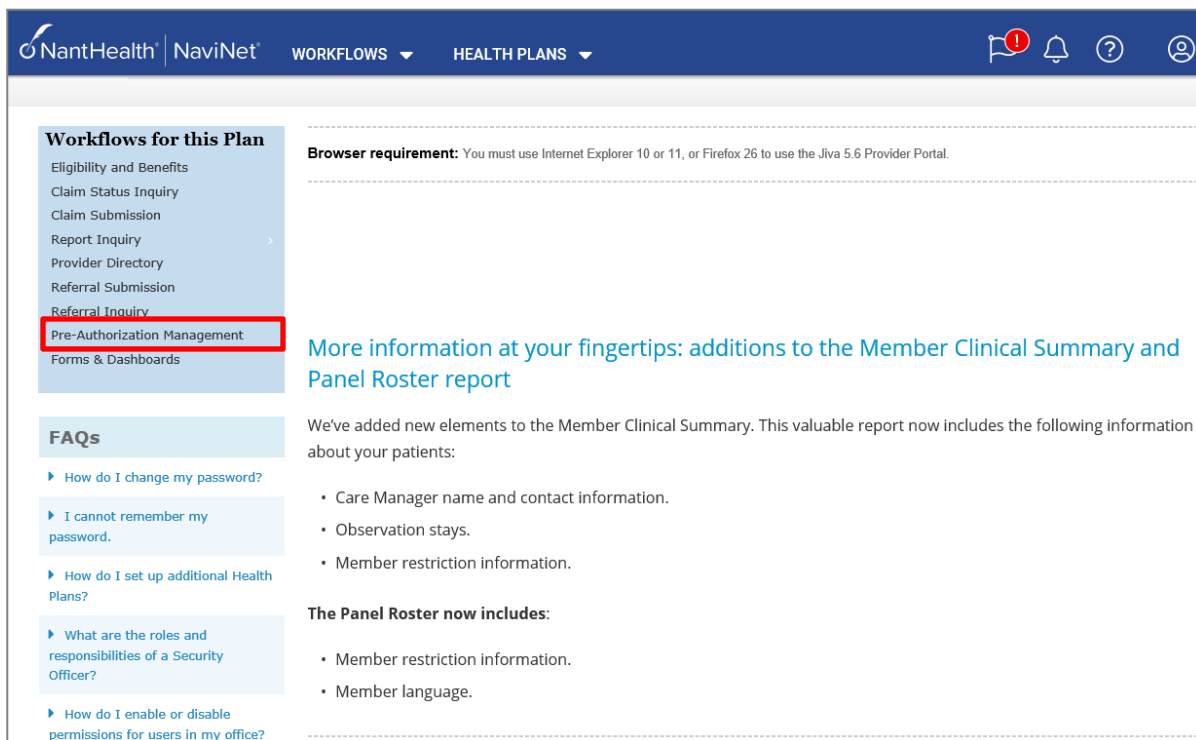 NantHealth® NaviNet® WORKFLOWS HEALTH PLANS
Workflows for this Plan
Eligibility and Benefits
Claim Status Inquiry
Claim Submission
Report Inquiry
Provider Directory
Referral Submission
Referral Inquiry
Pre-Authorization Management
Forms & Dashboards
FAQs
How do I change my password?
I cannot remember my
password.
How do I set up additional Health
Plans?
What are the roles and
responsibilities of a Security
Officer?
How do I enable or disable
permissions for users in my office?
Browser requirement: You must use Internet Explorer 10 or 11, or Firefox 26 to use the Jiva 5.6 Provider Portal.
More information at your fingertips: additions to the Member Clinical Summary and
Panel Roster report
We've added new elements to the Member Clinical Summary. This valuable report now includes the following information
about your patients:
• Care Manager name and contact information.
• Observation stays.
• Member restriction information.
The Panel Roster now includes:
• Member restriction information.
• Member language.